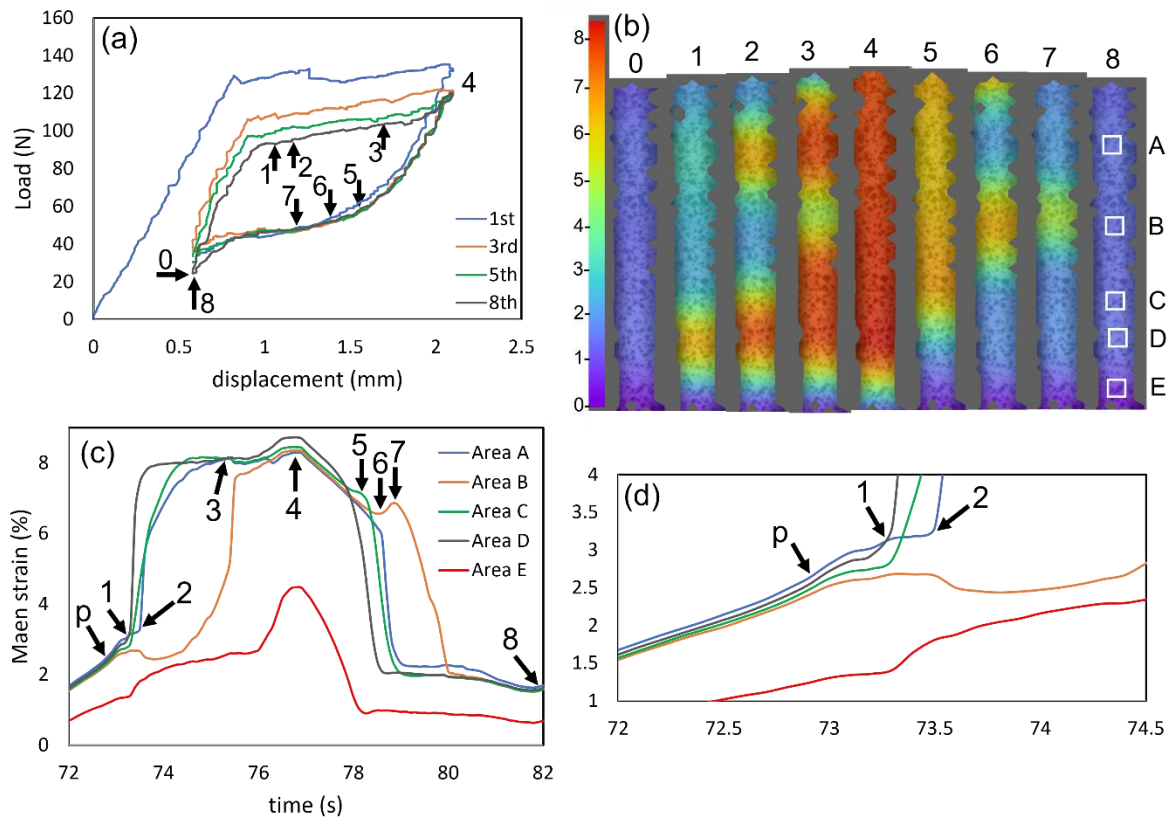 (a)
160
140
120
100
80
60
40
20
0
0 0.5 1 1.5 2 2.5
Load (N)
displacement (mm)
4
3
2
1
7
6
5
0
8
1st
3rd
5th
8th
(b)
0 1 2 3 4 5 6 7 8
8
7
6
5
4
3
2
1
0
A
B
C
D
E
(c)
8
6
4
2
0
72 74 76 78 80 82
Maen strain (%)
time (s)
p
1
2
3
4
5
6
7
8
Area A
Area B
Area C
Area D
Area E
(d)
4
3.5
3
2.5
2
1.5
1
72 72.5 73 73.5 74 74.5
p
1
2